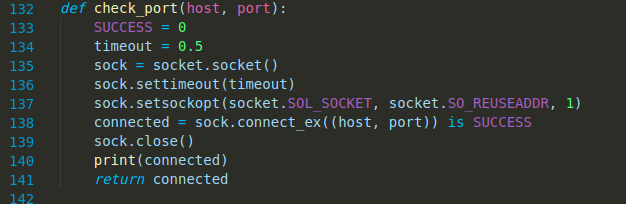 132 def check_port(host, port):
133     SUCCESS = 0
134     timeout = 0.5
135     sock = socket.socket()
136     sock.settimeout(timeout)
137     sock.setsockopt(socket.SOL_SOCKET, socket.SO_REUSEADDR, 1)
138     connected = sock.connect_ex((host, port)) is SUCCESS
139     sock.close()
140     print(connected)
141     return connected
142